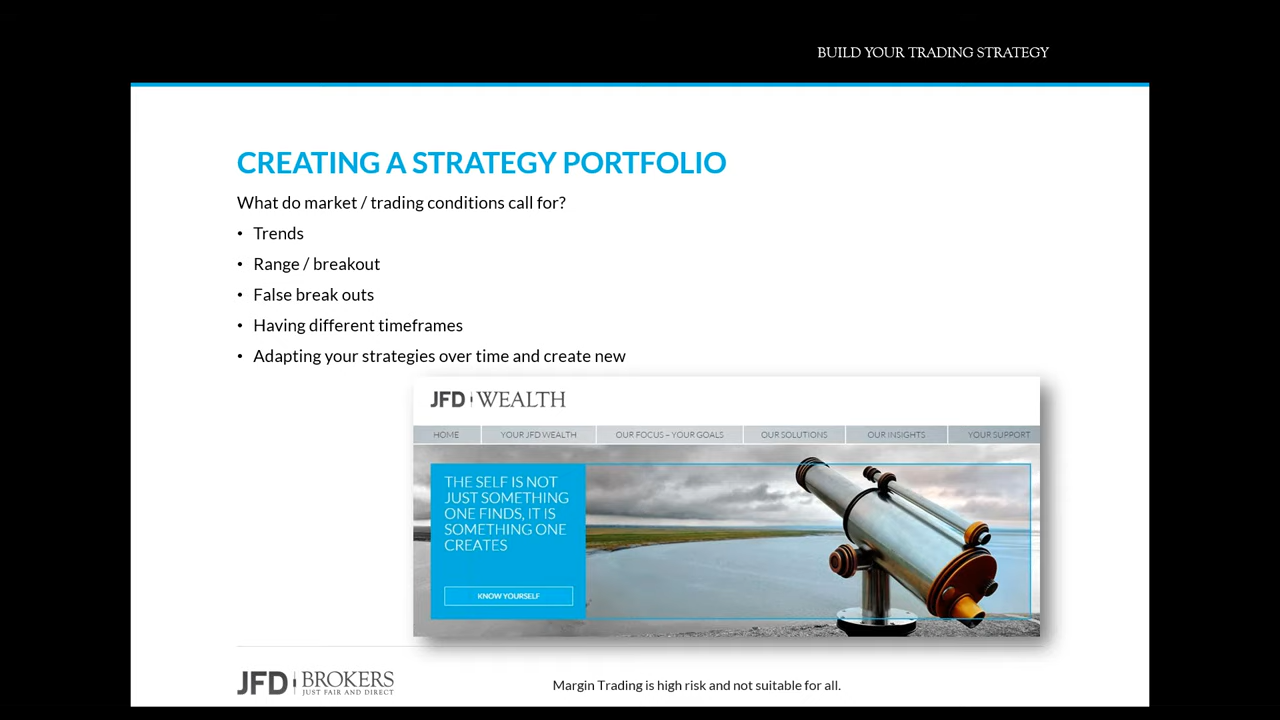 BUILD YOUR TRADING STRATEGY
CREATING A STRATEGY PORTFOLIO
What do market / trading conditions call for?
• Trends
• Range / breakout
• False break outs
• Having different timeframes
• Adapting your strategies over time and create new
JFD WEALTH
HOME YOUR JFD WEALTH OUR FOCUS – YOUR GOALS OUR SOLUTIONS OUR INSIGHTS YOUR SUPPORT
THE SELF IS NOT
JUST SOMETHING
ONE FINDS, IT IS
SOMETHING ONE
CREATES
KNOW YOURSELF
JFD BROKERS
JUST FAIR AND DIRECT
Margin Trading is high risk and not suitable for all.